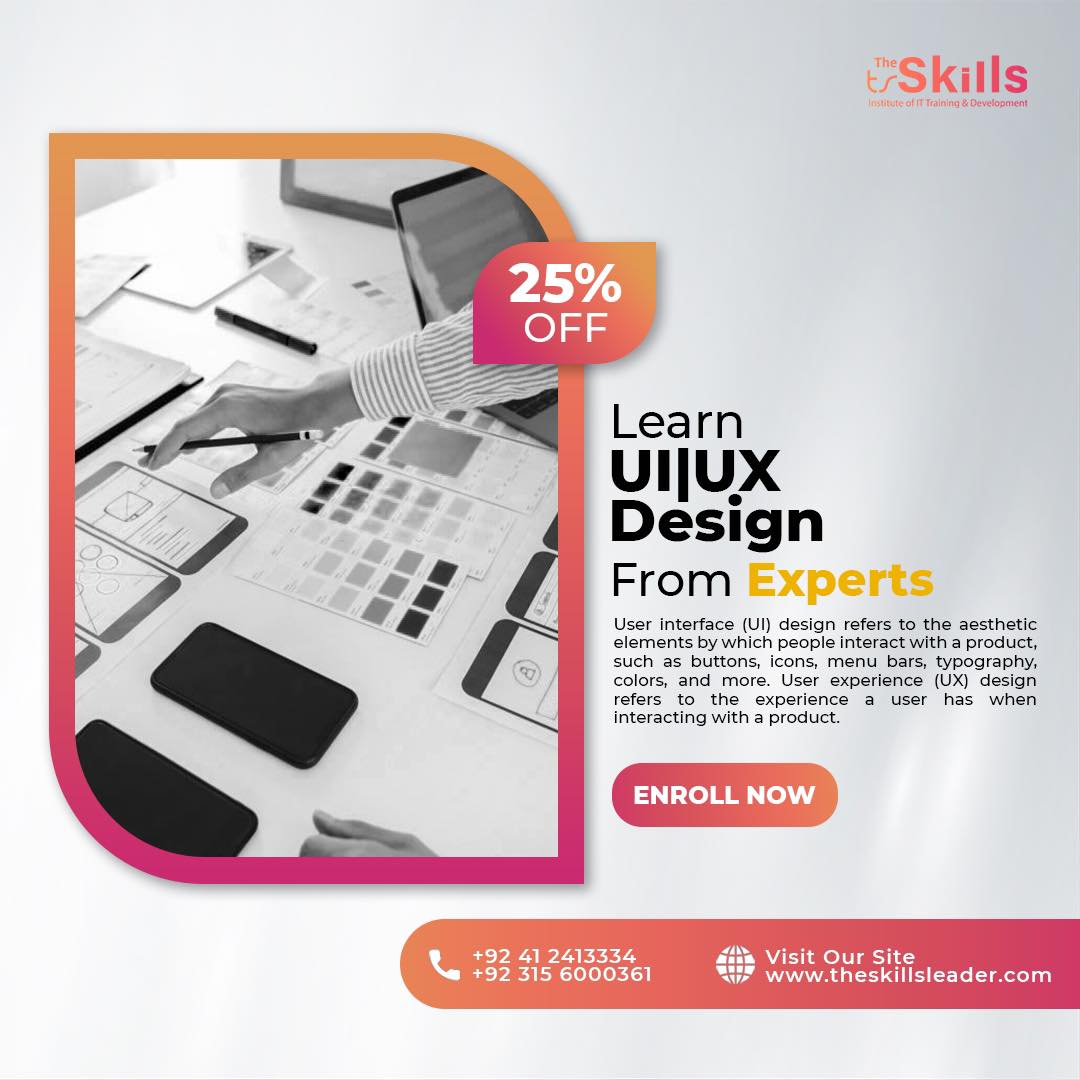 The
ts Skills
Institute of IT Training & Development
25%
OFF
Learn
UI|UX
Design
From Experts
User interface (UI) design refers to the aesthetic
elements by which people interact with a product,
such as buttons, icons, menu bars, typography,
colors, and more. User experience (UX) design
refers to the experience a user has when
interacting with a product.
ENROLL NOW
+92 41 2413334
+92 315 6000361
Visit Our Site
www.theskillsleader.com